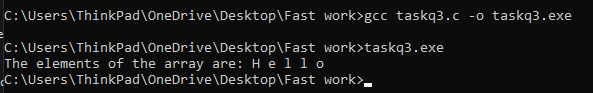 C:\Users\ThinkPad\OneDrive\Desktop\Fast work>gcc taskq3.c -o taskq3.exe
C:\Users\ThinkPad\OneDrive\Desktop\Fast work>taskq3.exe
The elements of the array are: H e l l o
C:\Users\ThinkPad\OneDrive\Desktop\Fast work>